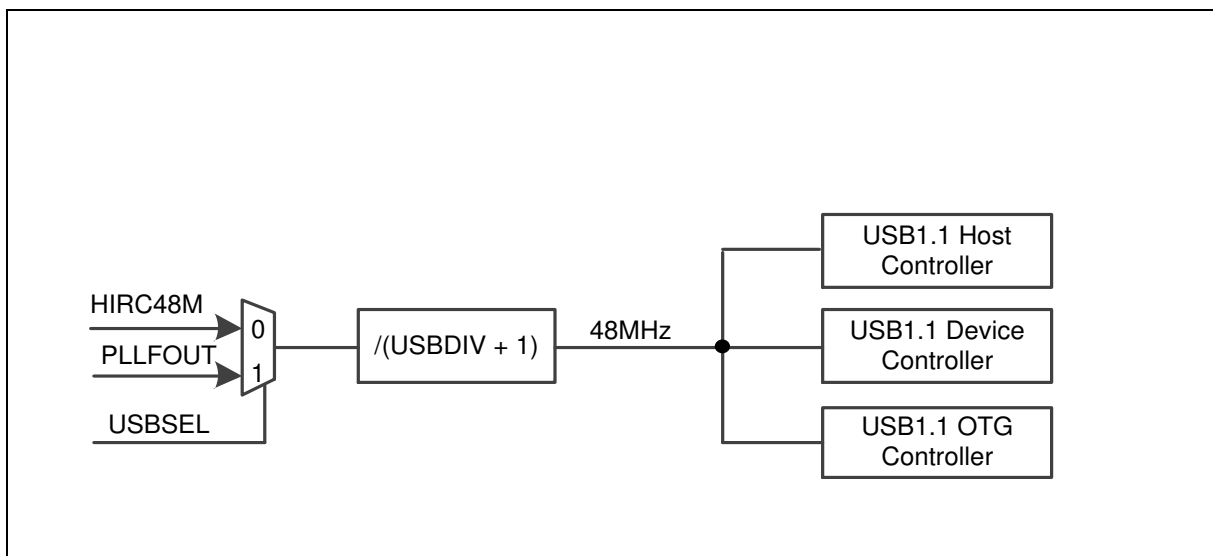 USB1.1 Host
Controller
HIRC48M
0
PLLFOUT
1
USBSEL
/(USBDIV + 1)
48MHz
USB1.1 Device
Controller
USB1.1 OTG
Controller